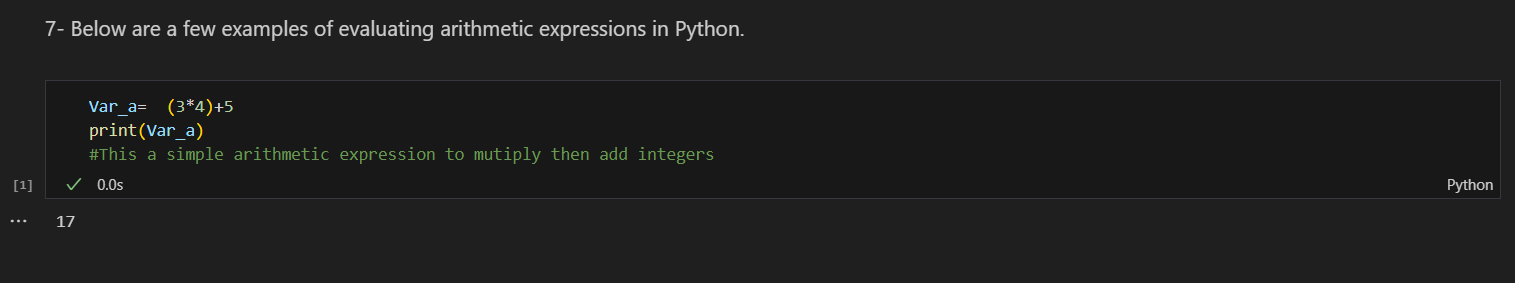 7- Below are a few examples of evaluating arithmetic expressions in Python.
Var_a=  (3*4)+5
print(Var_a)
#This a simple arithmetic expression to mutiply then add integers
[1] ✓ 0.0s Python
... 17